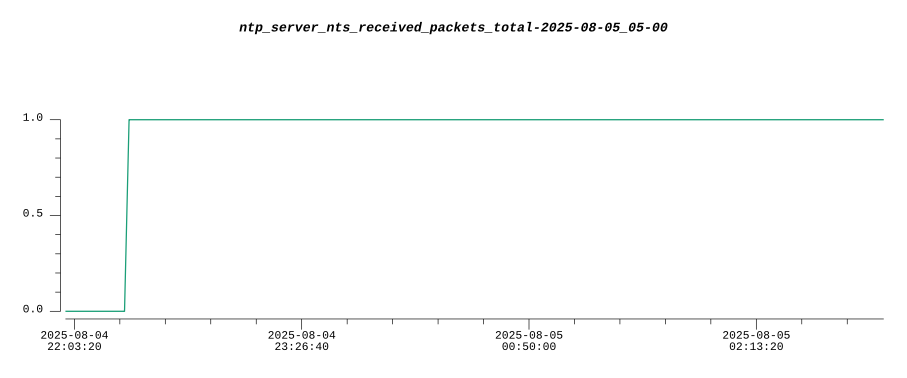 ntp_server_nts_received_packets_total-2025-08-05_05-00
1.0
0.5
0.0
2025-08-04 2025-08-04 2025-08-05 2025-08-05
22:03:20 23:26:40 00:50:00 02:13:20